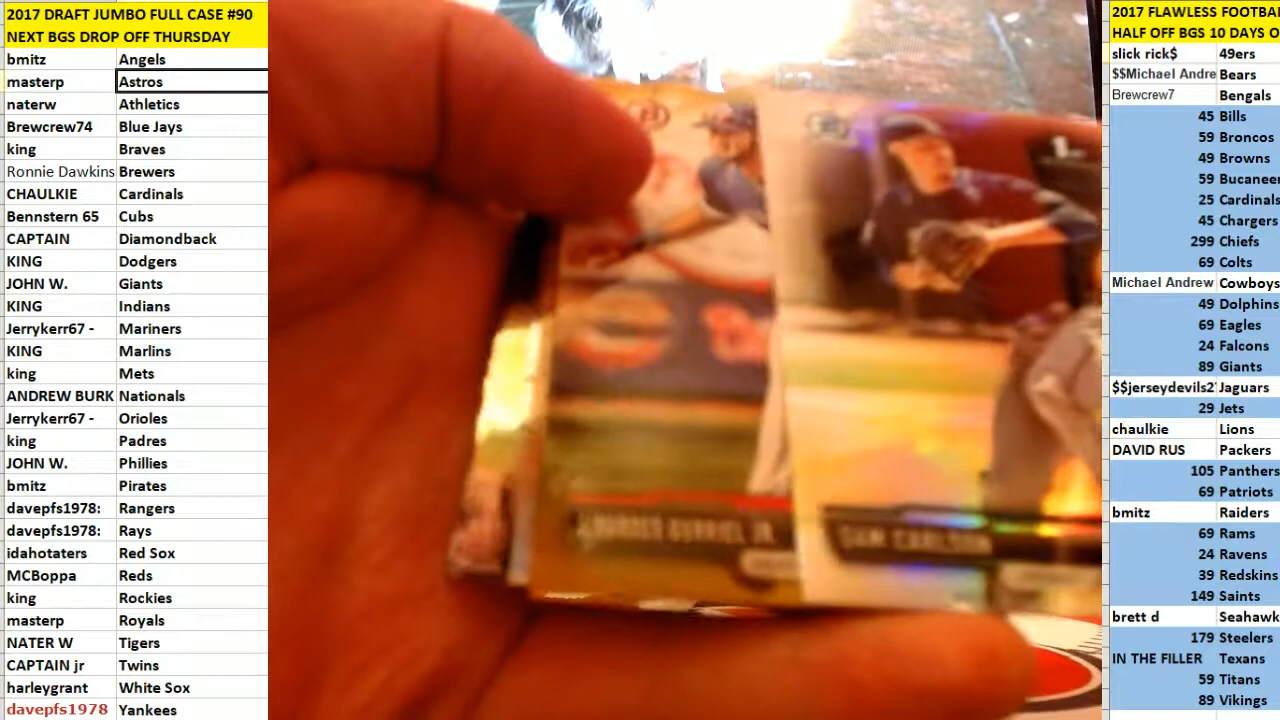 2017 DRAFT JUMBO FULL CASE #90
NEXT BGS DROP OFF THURSDAY
bmitz Angels
masterp Astros
naterw Athletics
Brewcrew74 Blue Jays
king Braves
Ronnie Dawkins Brewers
CHAULKIE Cardinals
Bennstern 65 Cubs
CAPTAIN Diamondback
KING Dodgers
JOHN W. Giants
KING Indians
Jerrykerr67 - Mariners
KING Marlins
king Mets
ANDREW BURK Nationals
Jerrykerr67 - Orioles
king Padres
JOHN W. Phillies
bmitz Pirates
davepfs1978: Rangers
davepfs1978: Rays
idahotaters Red Sox
MCBoppa Reds
king Rockies
masterp Royals
NATER W Tigers
CAPTAIN jr Twins
harleygrant White Sox
davepfs1978 Yankees
LOURDES GURRIEL JR.
SAM CARLSON
2017 FLAWLESS FOOTBA
HALF OFF BGS 10 DAYS O
slick rick$ 49ers
$$Michael Andre Bears
Brewcrew7 Bengals
45 Bills
59 Broncos
49 Browns
59 Bucaneer
25 Cardinals
45 Chargers
299 Chiefs
69 Colts
Michael Andrew Cowboys
49 Dolphins
69 Eagles
24 Falcons
89 Giants
$$jerseydevils2 Jaguars
29 Jets
chaulkie Lions
DAVID RUS Packers
105 Panthers
69 Patriots
bmitz Raiders
69 Rams
24 Ravens
39 Redskins
149 Saints
brett d Seahawk
179 Steelers
IN THE FILLER Texans
59 Titans
89 Vikings